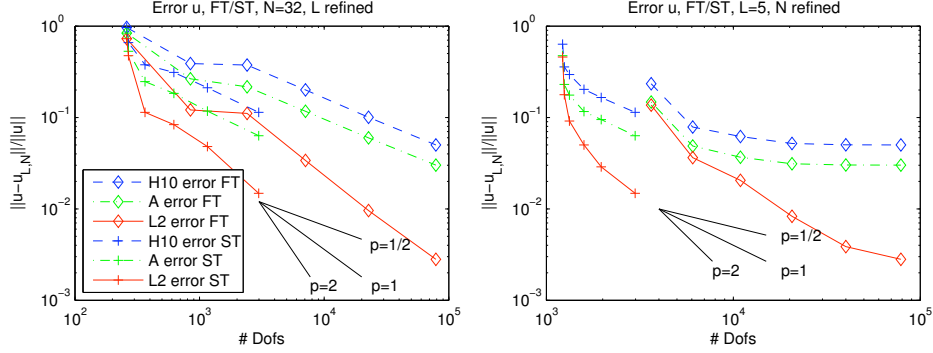 Error u, FT/ST, N=32, L refined
||u-u_{L,N}||/||u||
10^0
10^{-1}
10^{-2}
10^{-3}
H10 error FT
A error FT
L2 error FT
H10 error ST
A error ST
L2 error ST
p=1/2
p=2
p=1
10^2
10^3
10^4
10^5
# Dofs
Error u, FT/ST, L=5, N refined
||u-u_{L,N}||/||u||
10^0
10^{-1}
10^{-2}
10^{-3}
p=1/2
p=2
p=1
10^3
10^4
10^5
# Dofs